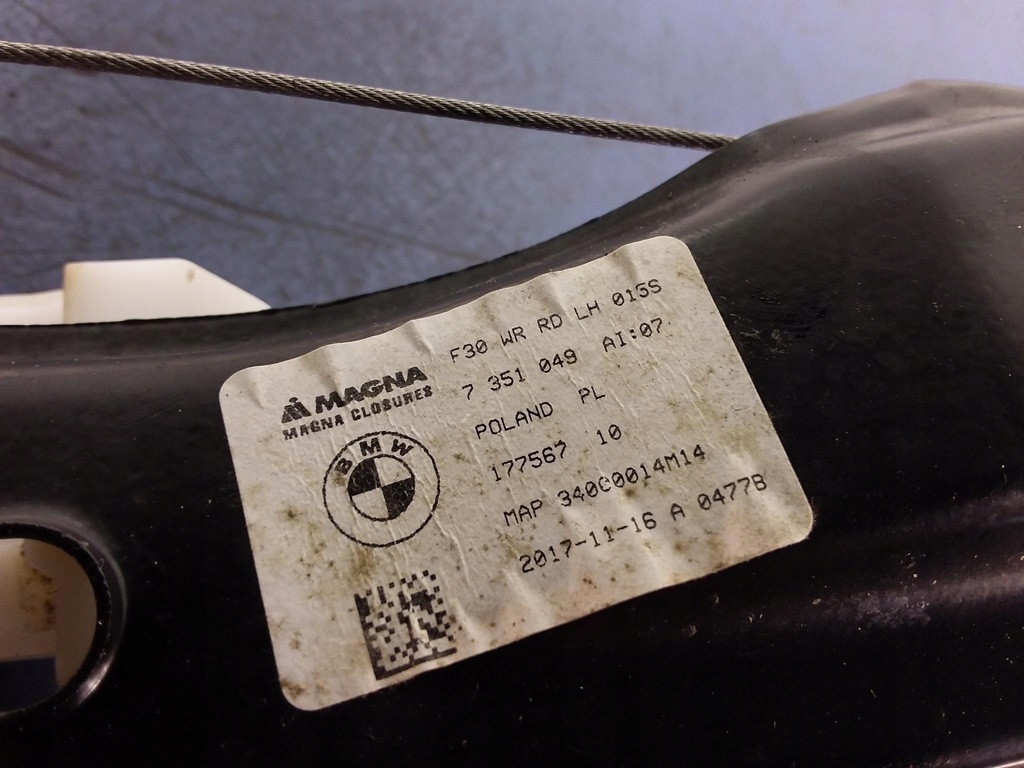 MAGNA
MAGNA CLOSURES
BMW
F30 WR RD LH 015S
7 351 049 AI:07
POLAND PL
177567 10
MAP 340C0014M14
2017-11-16 A 0477B